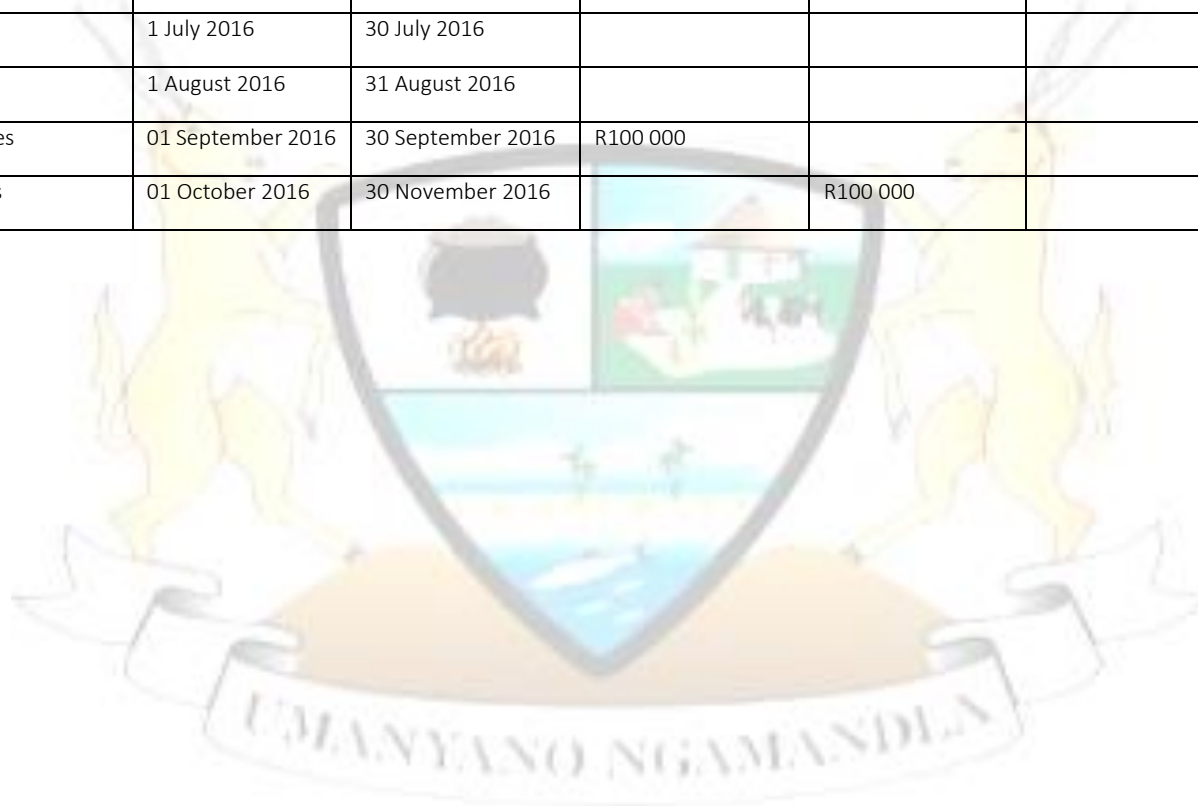 1 July 2016 30 July 2016
1 August 2016 31 August 2016
es 01 September 2016 30 September 2016 R100 000
s 01 October 2016 30 November 2016 R100 000
UMANYANO NGAMANDLA